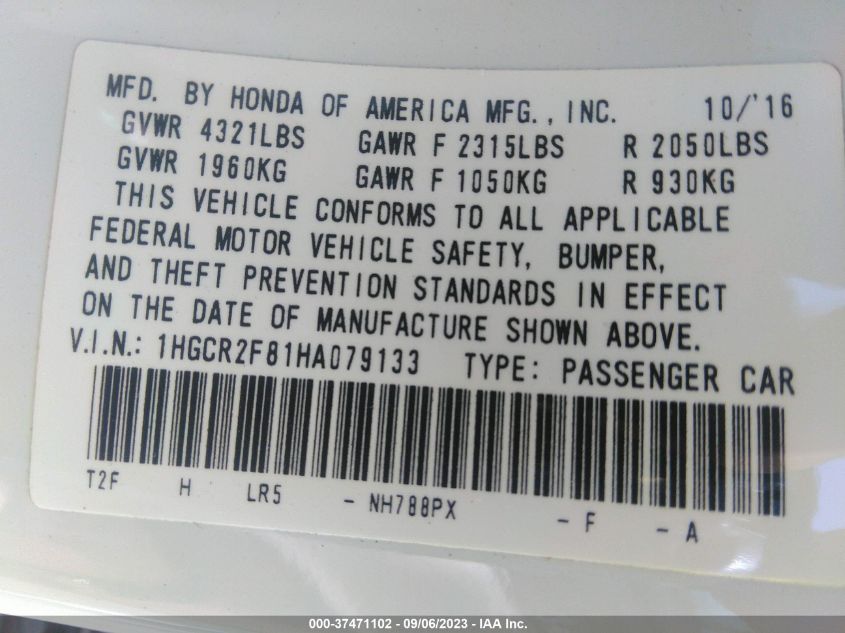 MFD. BY HONDA OF AMERICA MFG., INC. 10/'16
GVWR 4321LBS GAWR F 2315LBS R 2050LBS
GVWR 1960KG GAWR F 1050KG R 930KG
THIS VEHICLE CONFORMS TO ALL APPLICABLE
FEDERAL MOTOR VEHICLE SAFETY, BUMPER,
AND THEFT PREVENTION STANDARDS IN EFFECT
ON THE DATE OF MANUFACTURE SHOWN ABOVE.
V.I.N.: 1HGCR2F81HA079133 TYPE: PASSENGER CAR
T2F H LR5 - NH788PX - F - A
000-37471102 - 09/06/2023 - IAA Inc.